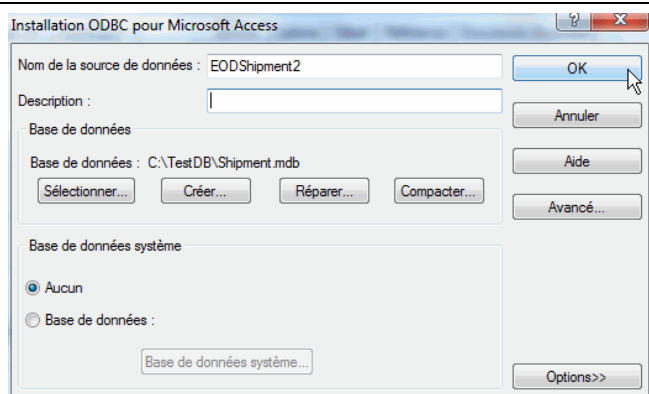 Installation ODBC pour Microsoft Access
Nom de la source de données : EODShipment2
OK
Description :
Annuler
Base de données
Base de données : C:\TestDB\Shipment.mdb
Aide
Sélectionner... Créer... Réparer... Compacter...
Avancé...
Base de données système
Aucun
Base de données :
Base de données système...
Options>>